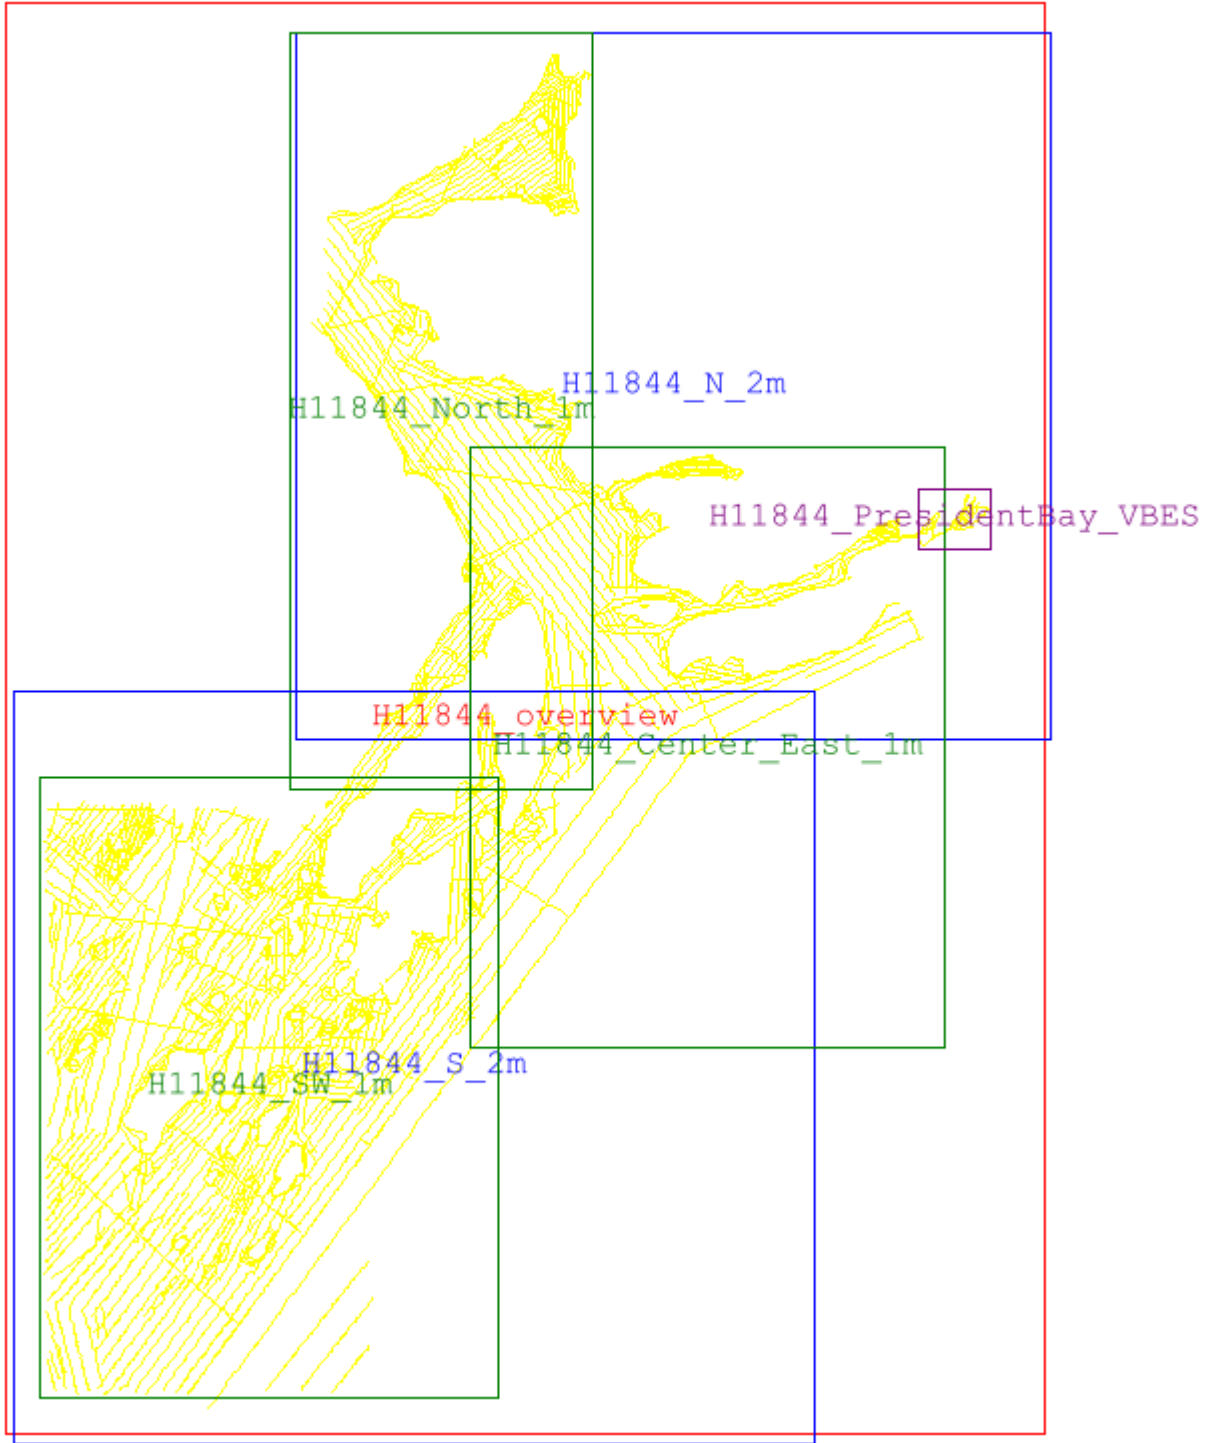 H11844_N_2m
H11844_North_1m
H11844_PresidentBay_VBES
H11844_overview
H11844_Center_East_1m
H11844_S_2m
H11844_SW_1m